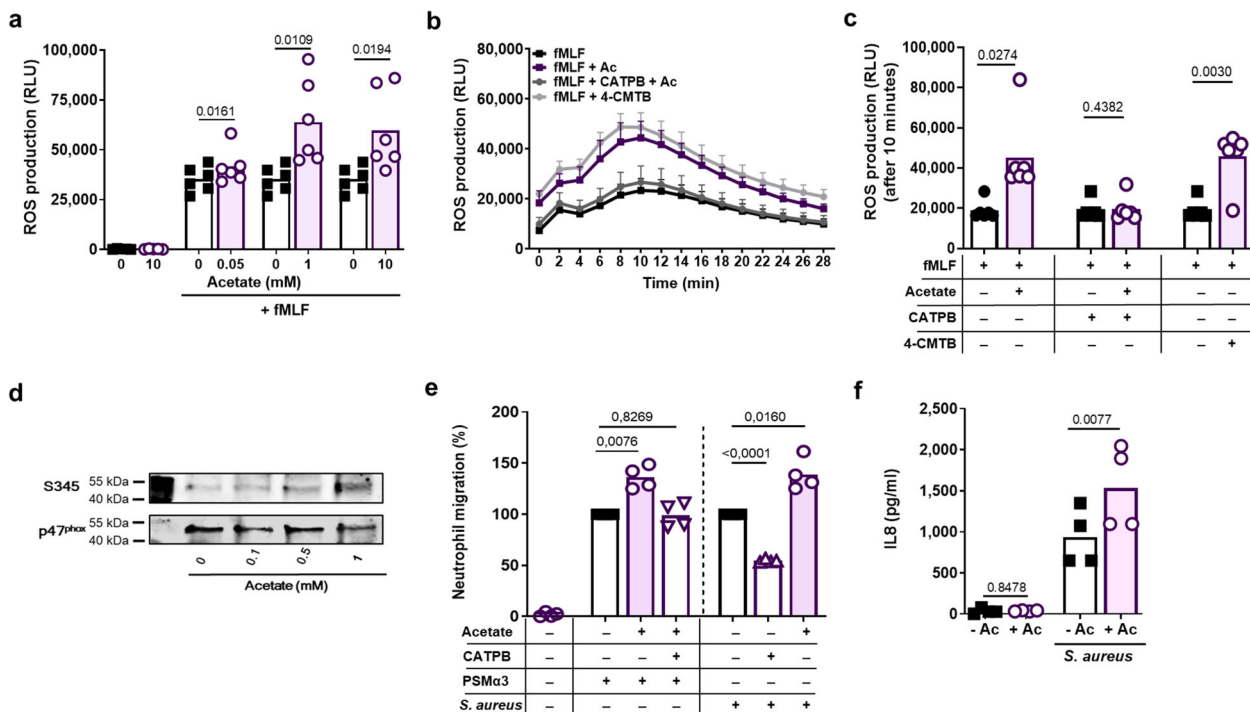 a
ROS production (RLU)
100,000
75,000
50,000
25,000
0
0.0161
0.0109
0.0194
0 10 0 0.05 0 1 0 10
Acetate (mM)
+ fMLF
b
ROS production (RLU)
80,000
60,000
40,000
20,000
0
fMLF
fMLF + Ac
fMLF + CATPB + Ac
fMLF + 4-CMTB
0 2 4 6 8 10 12 14 16 18 20 22 24 26 28
Time (min)
c
ROS production (RLU)
(after 10 minutes)
100,000
80,000
60,000
40,000
20,000
0
0.0274
0.4382
0.0030
fMLF + + + + + +
Acetate – + – + – –
CATPB – – + + – –
4-CMTB – – – – – +
d
S345
55 kDa
40 kDa
p47phox
55 kDa
40 kDa
0 0.1 0.5 1
Acetate (mM)
e
Neutrophil migration (%)
200
150
100
50
0
0,8269
0,0076
0,0160
<0,0001
Acetate – – + + – – +
CATPB – – – + – + –
PSMα3 – + + + – – –
S. aureus – – – – + + +
f
IL8 (pg/ml)
2,500
2,000
1,500
1,000
500
0
0.8478
0.0077
- Ac + Ac - Ac + Ac
S. aureus